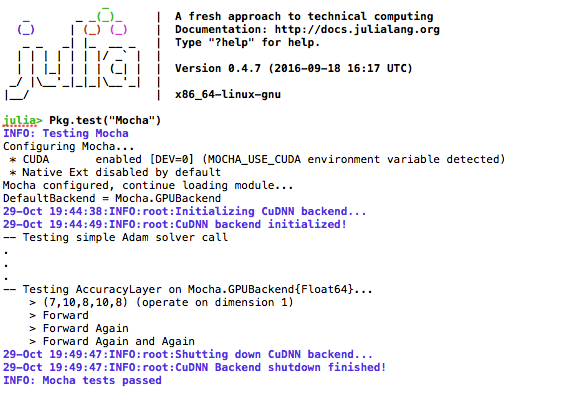 A fresh approach to technical computing
Documentation: http://docs.julialang.org
Type "?help" for help.
Version 0.4.7 (2016-09-18 16:17 UTC)
x86_64-linux-gnu
julia> Pkg.test("Mocha")
INFO: Testing Mocha
Configuring Mocha...
* CUDA enabled [DEV=0] (MOCHA_USE_CUDA environment variable detected)
* Native Ext disabled by default
Mocha configured, continue loading module...
DefaultBackend = Mocha.GPUBackend
29-Oct 19:44:38:INFO:root:Initializing CuDNN backend...
29-Oct 19:44:49:INFO:root:CuDNN backend initialized!
-- Testing simple Adam solver call
.
.
.
-- Testing AccuracyLayer on Mocha.GPUBackend{Float64}...
> (7,10,8,10,8) (operate on dimension 1)
> Forward
> Forward Again
> Forward Again and Again
29-Oct 19:49:47:INFO:root:Shutting down CuDNN backend...
29-Oct 19:49:47:INFO:root:CuDNN Backend shutdown finished!
INFO: Mocha tests passed